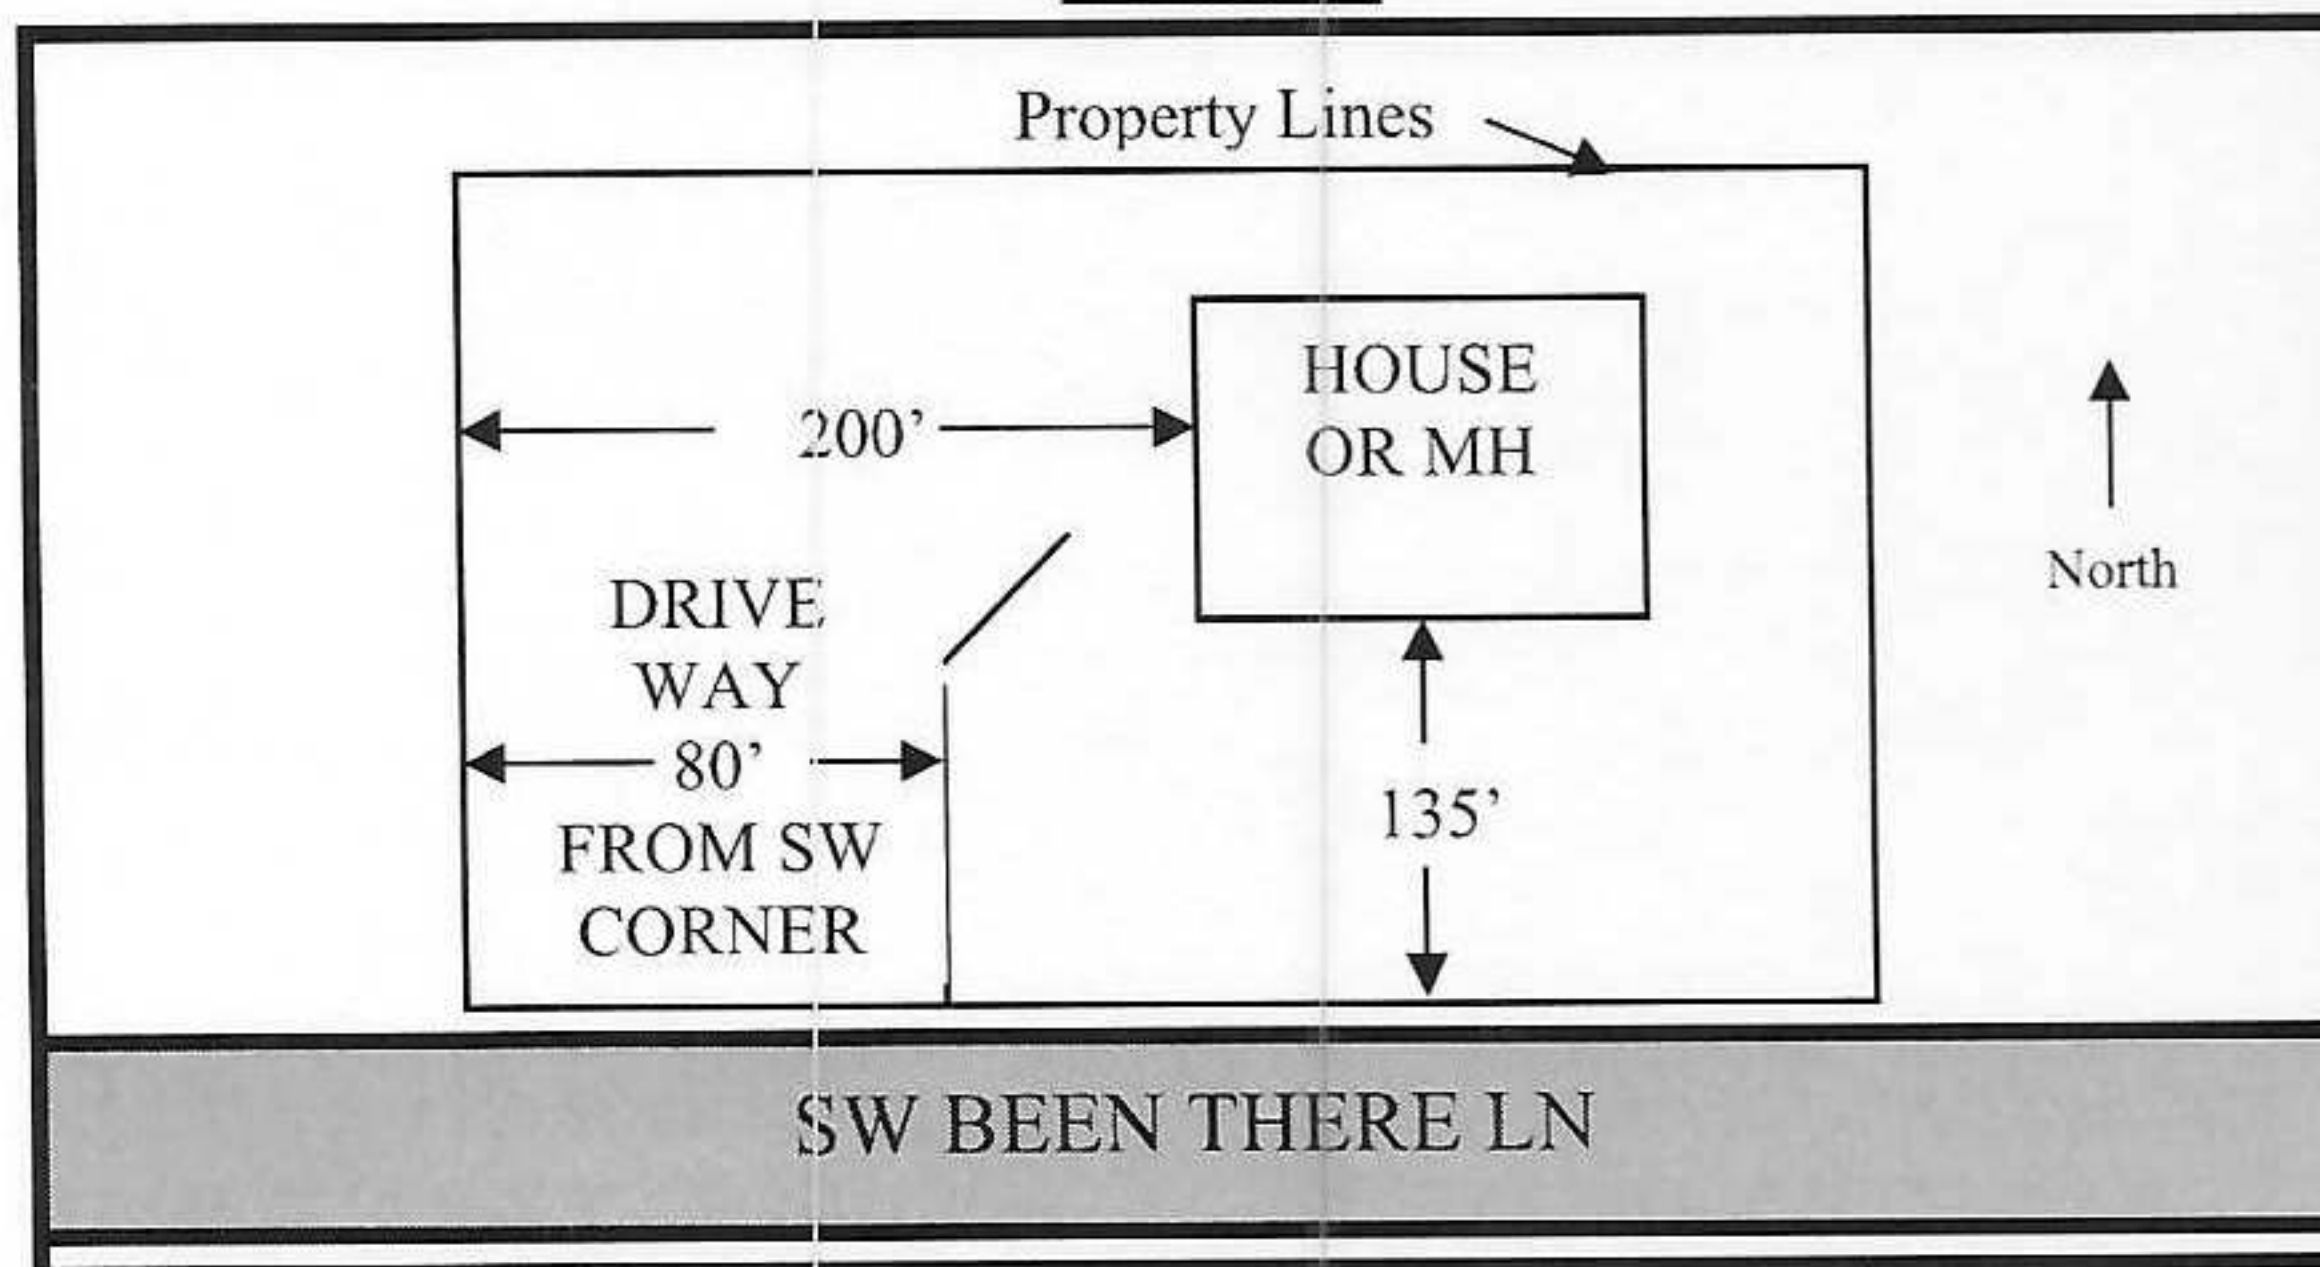 Property Lines
HOUSE
OR MH
200’
North
DRIVE
WAY
80’
FROM SW
CORNER
135’
SW BEEN THERE LN